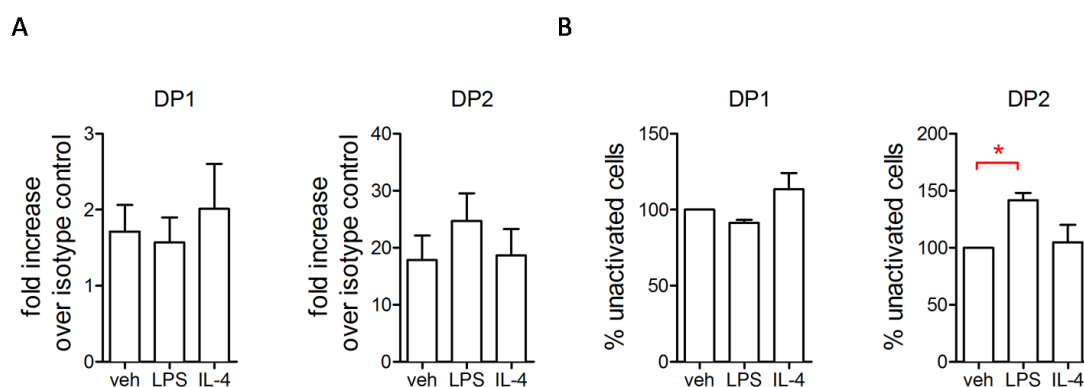 A
B
DP1
fold increase
over isotype control
3
2
1
0
veh LPS IL-4
DP2
fold increase
over isotype control
40
30
20
10
0
veh LPS IL-4
DP1
% unactivated cells
150
100
50
0
veh LPS IL-4
DP2
% unactivated cells
200
150
100
50
0
*
veh LPS IL-4